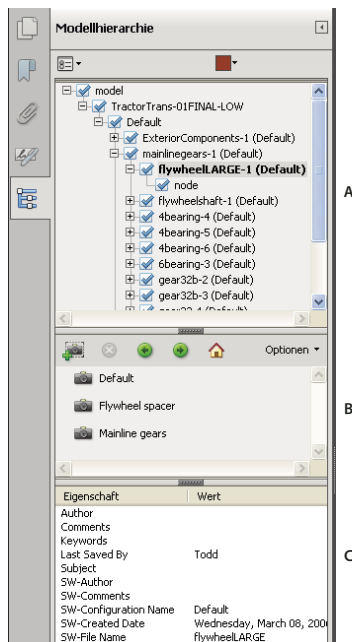 Modellhierarchie
model
TractorTrans-01FINAL-LOW
Default
ExteriorComponents-1 (Default)
mainlinegears-1 (Default)
flywheelLARGE-1 (Default)
node
flywheelshaft-1 (Default)
4bearing-4 (Default)
4bearing-5 (Default)
4bearing-6 (Default)
6bearing-3 (Default)
gear32b-2 (Default)
gear32b-3 (Default)
A
Optionen
Default
Flywheel spacer
Mainline gears
B
Eigenschaft Wert
Author
Comments
Keywords
Last Saved By Todd
Subject
SW-Author
SW-Comments
SW-Configuration Name Default
SW-Created Date Wednesday, March 08, 200
SW-File Name flywheelLARGE
C